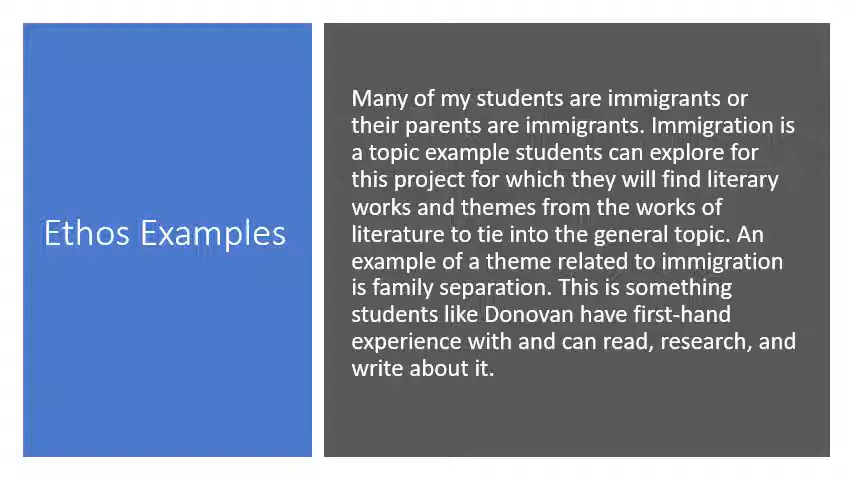 Ethos Examples
Many of my students are immigrants or
their parents are immigrants. Immigration is
a topic example students can explore for
this project for which they will find literary
works and themes from the works of
literature to tie into the general topic. An
example of a theme related to immigration
is family separation. This is something
students like Donovan have first-hand
experience with and can read, research, and
write about it.